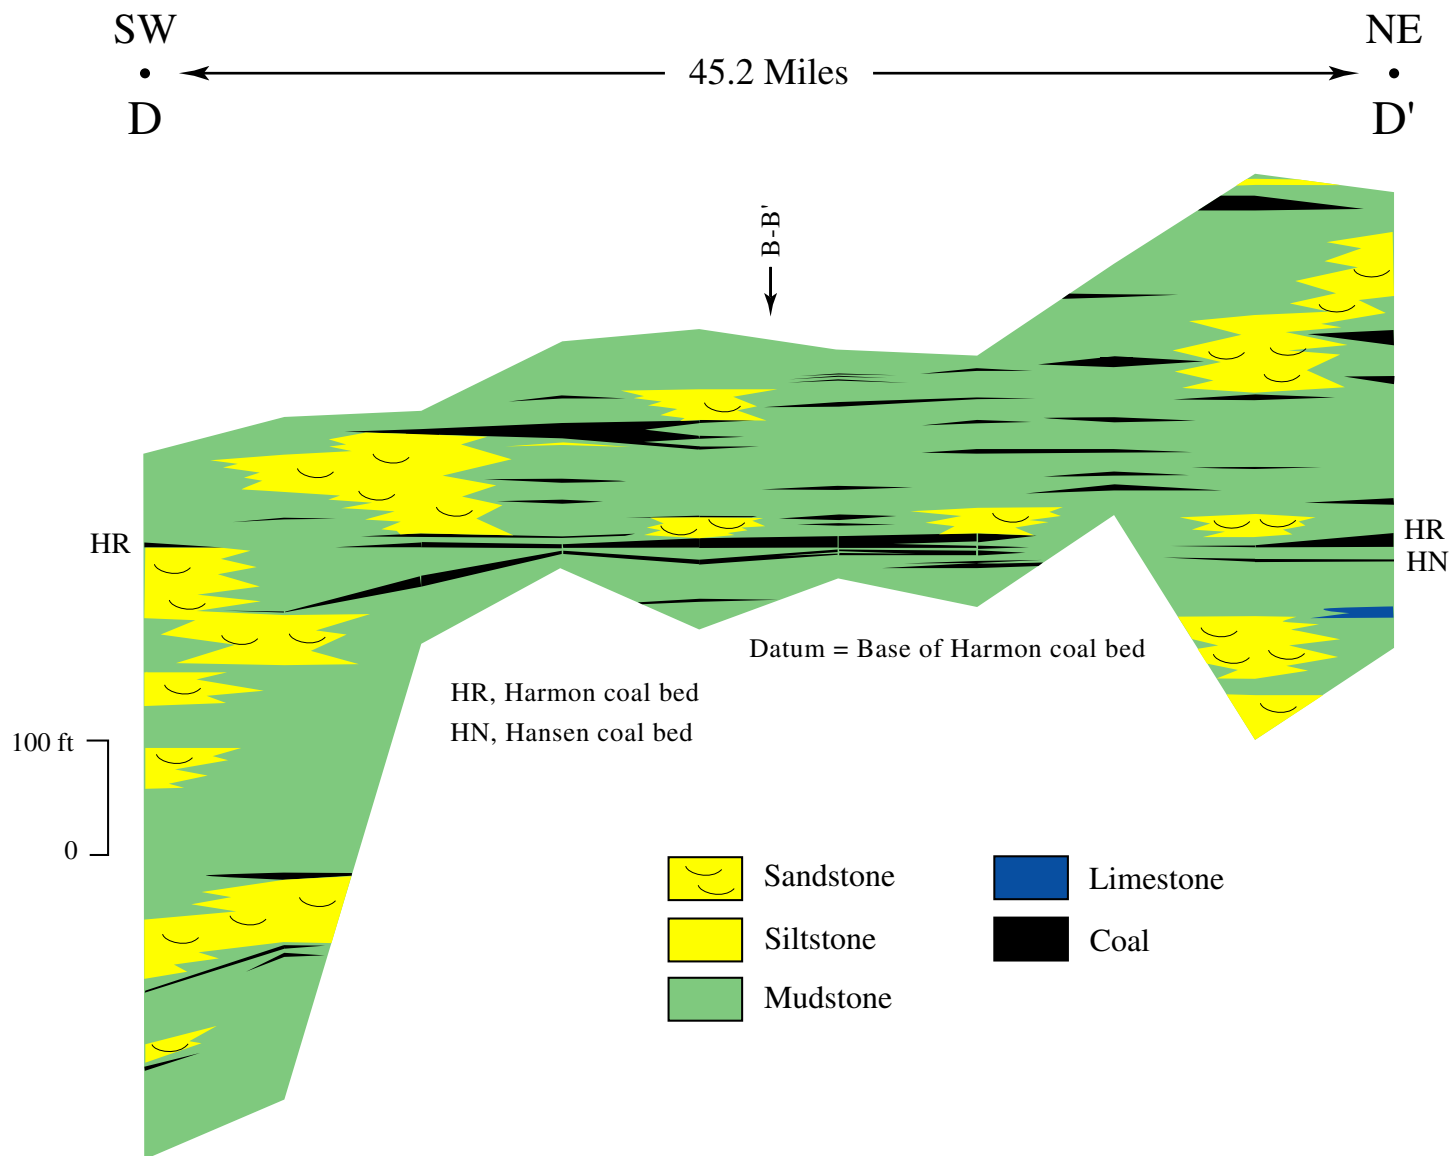 SW
NE
45.2 Miles
D
D'
B-B'
HR
HR
HN
Datum = Base of Harmon coal bed
HR, Harmon coal bed
HN, Hansen coal bed
100 ft
0
Sandstone
Limestone
Siltstone
Coal
Mudstone